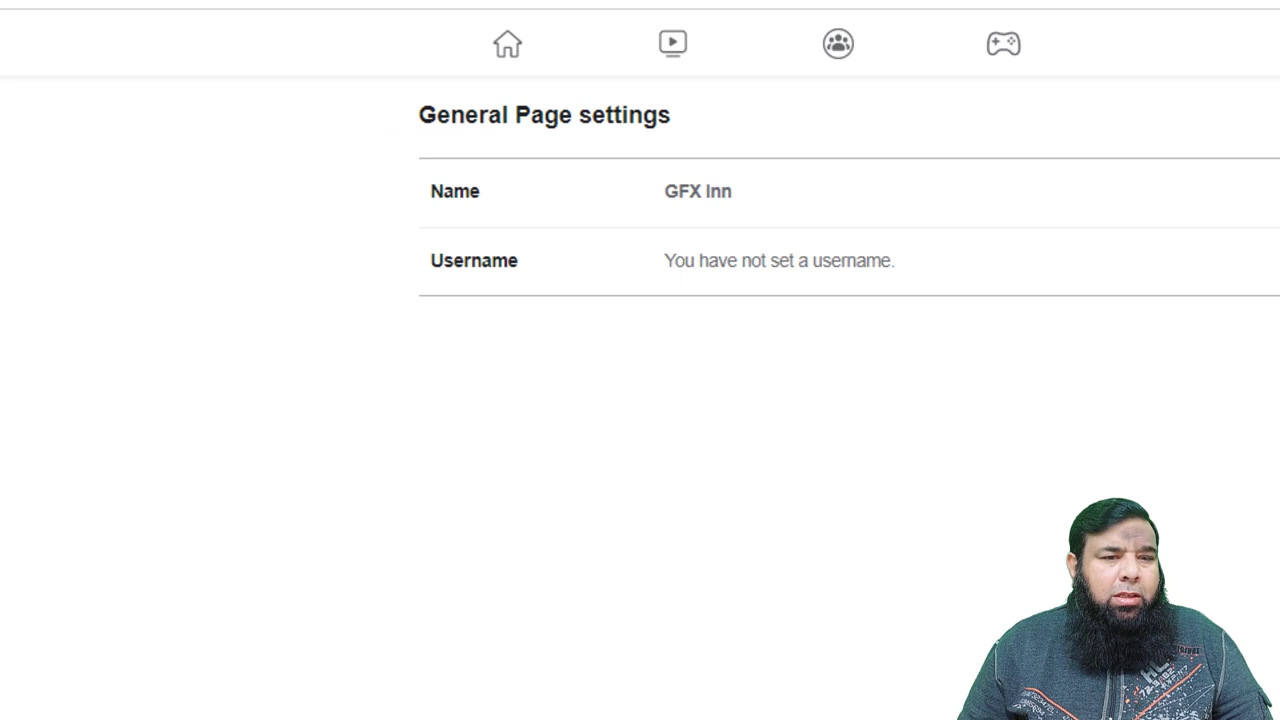 General Page settings
Name GFX Inn
Username You have not set a username.